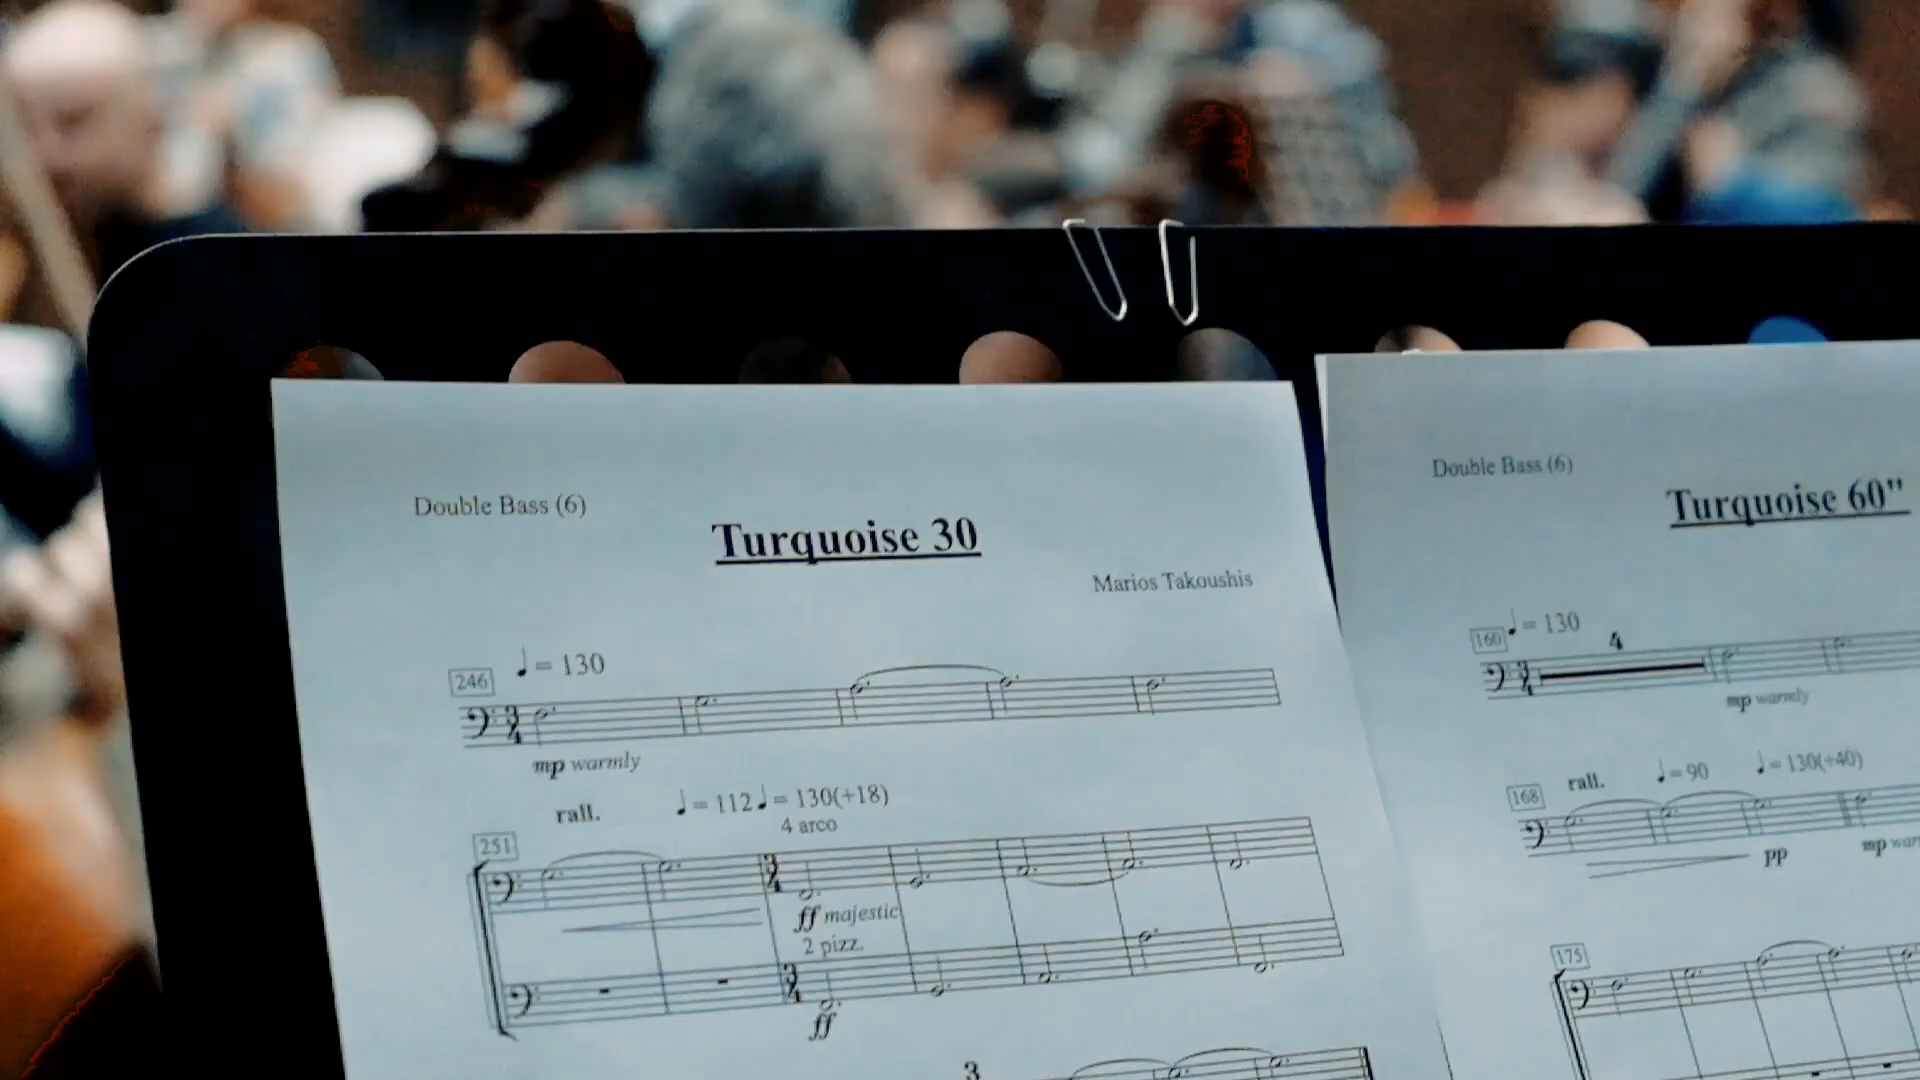 Double Bass (6)
Turquoise 30
Marios Takoushis
246
♩ = 130
mp warmly
rall.
♩ = 112 ♩ = 130(+18)
4 arco
251
ff majestic
2 pizz.
ff
3
Double Bass (6)
Turquoise 60"
160
♩ = 130
4
mp warmly
rall.
♩ = 90
♩ = 130(+40)
168
pp
mp
175